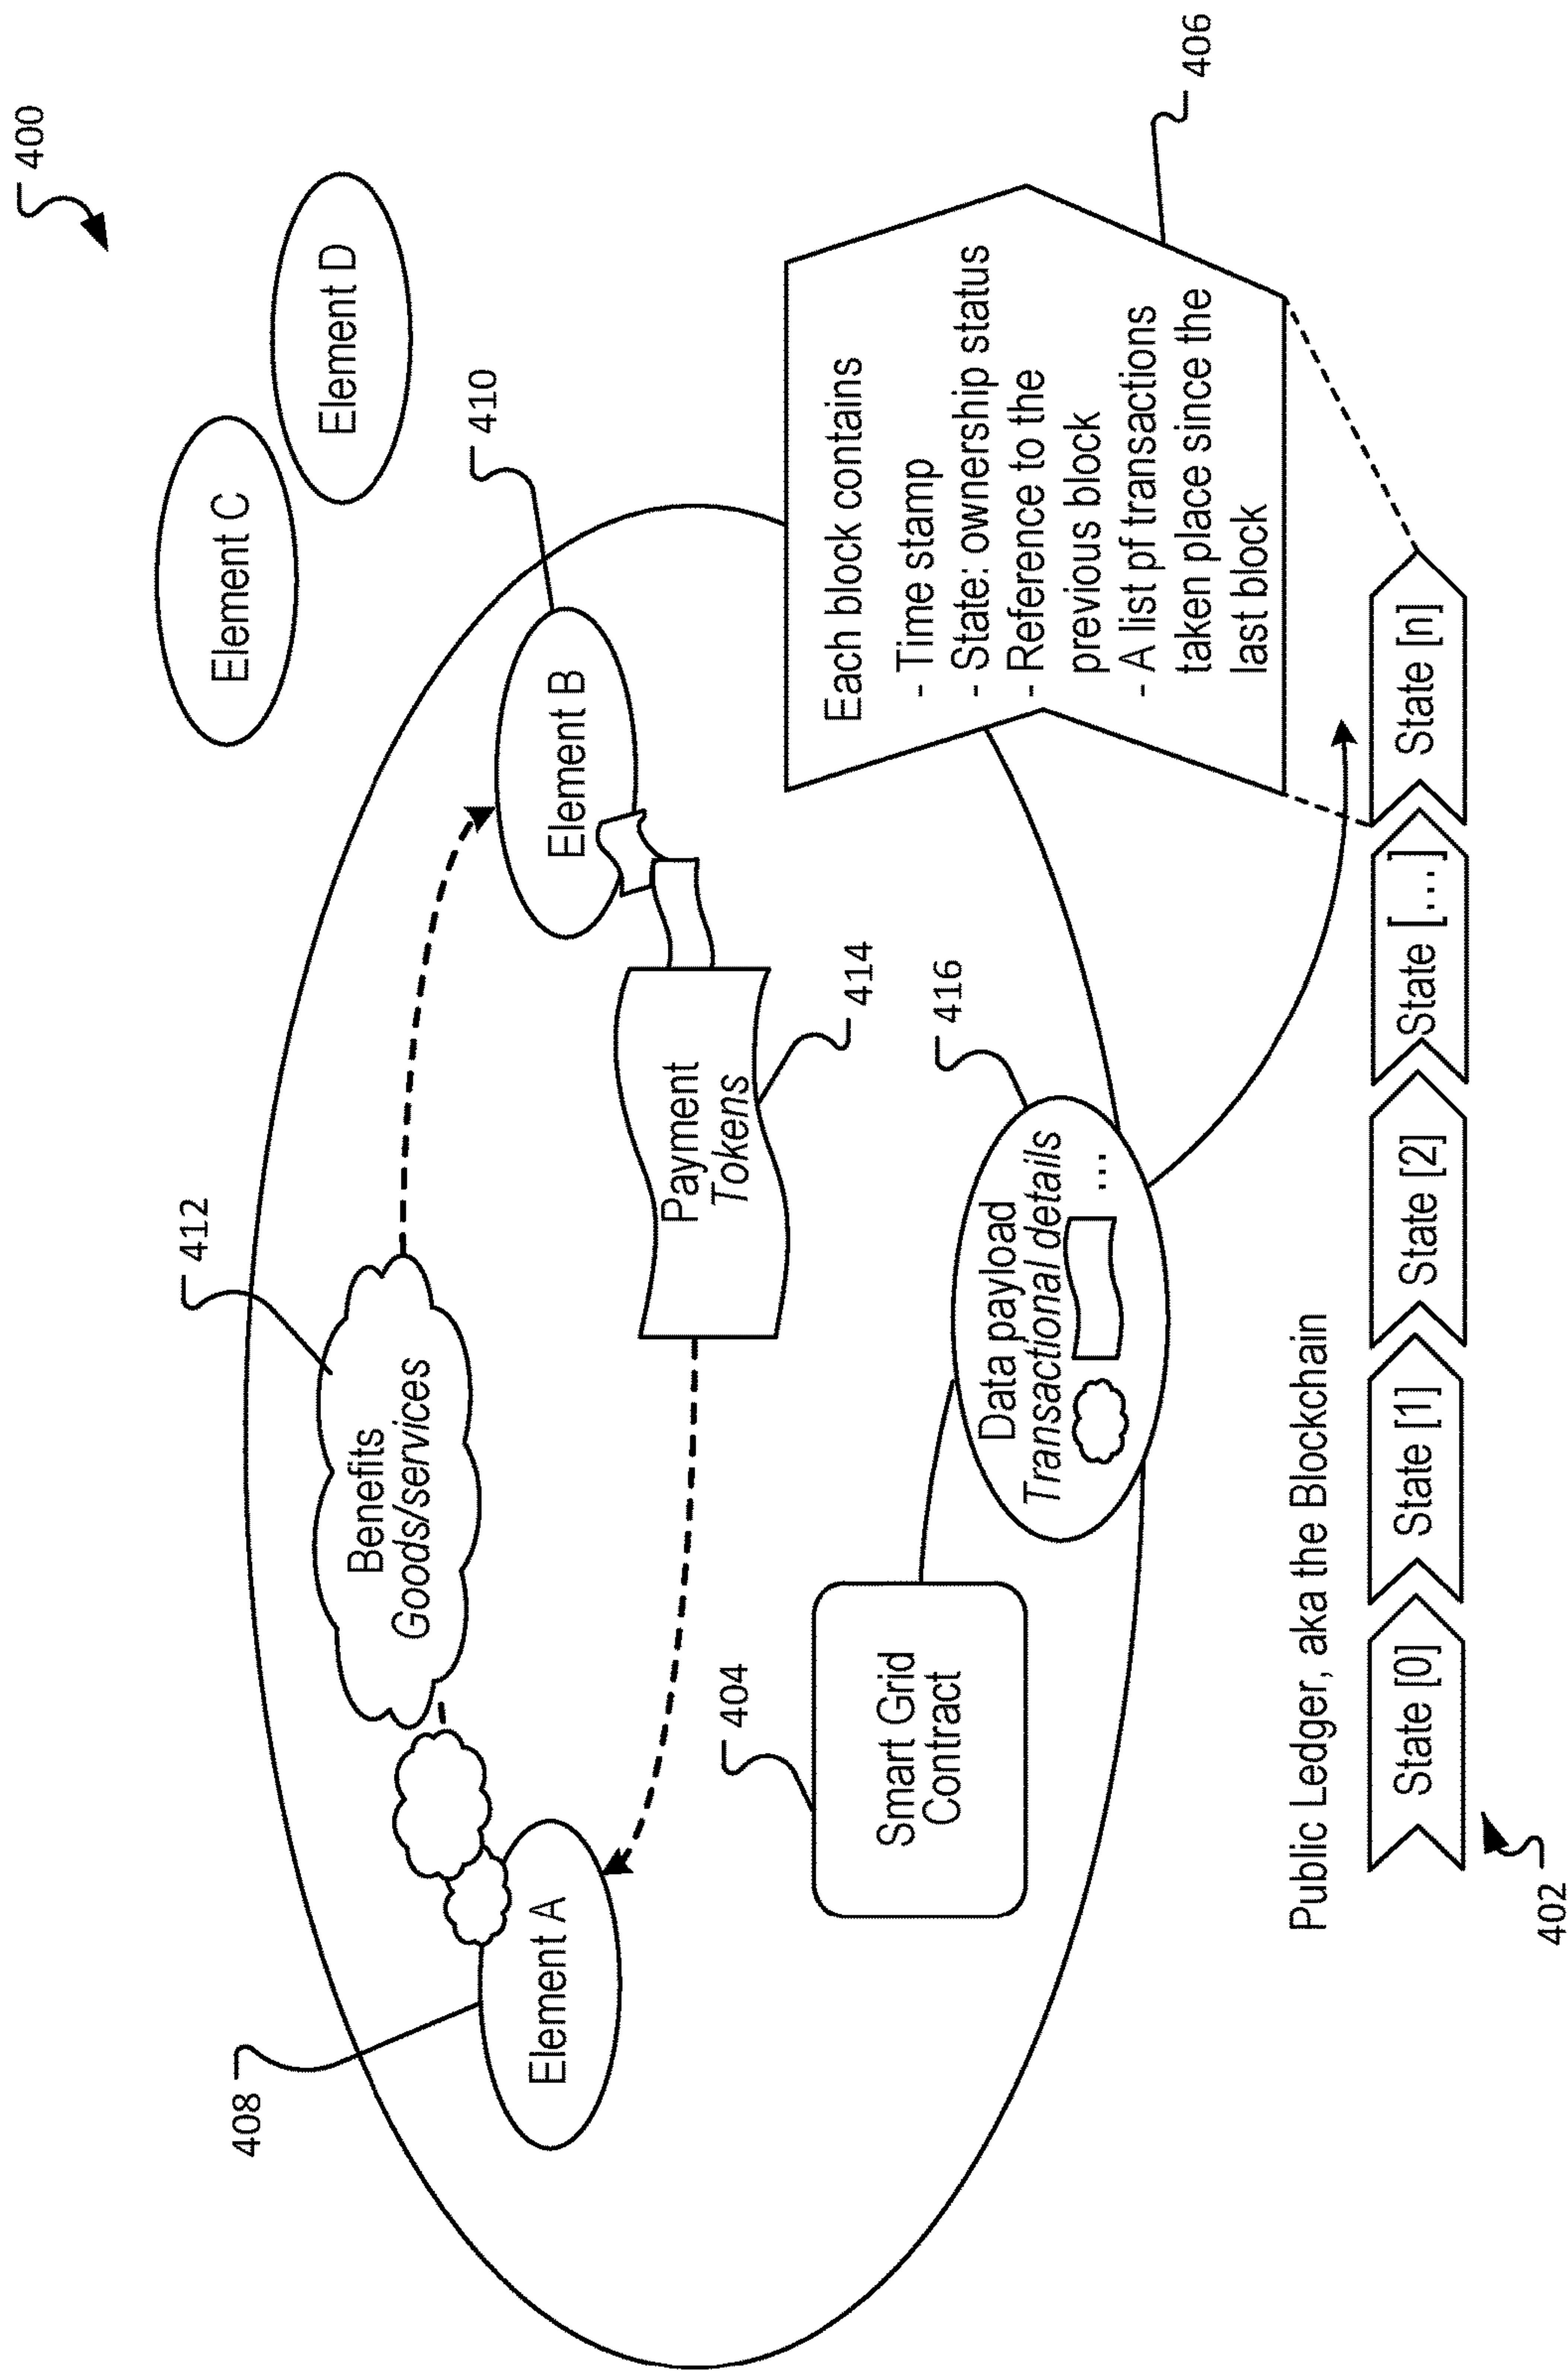 400
Element C
Element D
412
410
Benefits
Goods/services
Element B
408
Element A
Payment
Tokens
414
404
Smart Grid
Contract
416
Data payload
Transactional details
...
Each block contains
- Time stamp
- State: ownership status
- Reference to the
previous block
- A list pf transactions
taken place since the
last block
406
Public Ledger, aka the Blockchain
State [0]
State [1]
State [2]
State [...]
State [n]
402